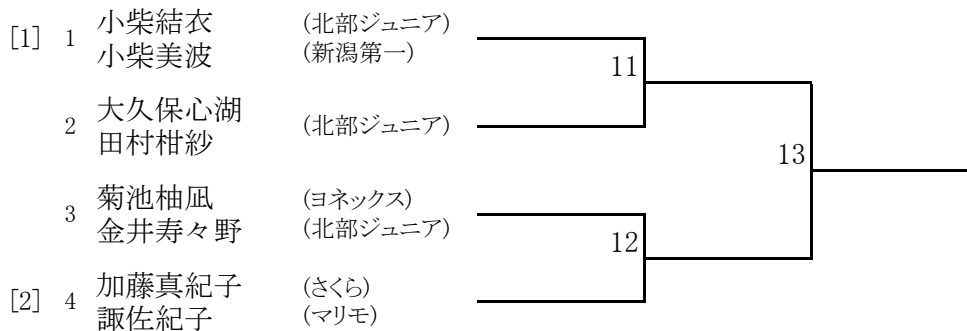 [1] 1 小柴結衣 (北部ジュニア)
小柴美波 (新潟第一)
11
2 大久保心湖
田村柑紗 (北部ジュニア)
13
3 菊池柚凪 (ヨネックス)
金井寿々野 (北部ジュニア)
12
[2] 4 加藤真紀子 (さくら)
諏佐紀子 (マリモ)